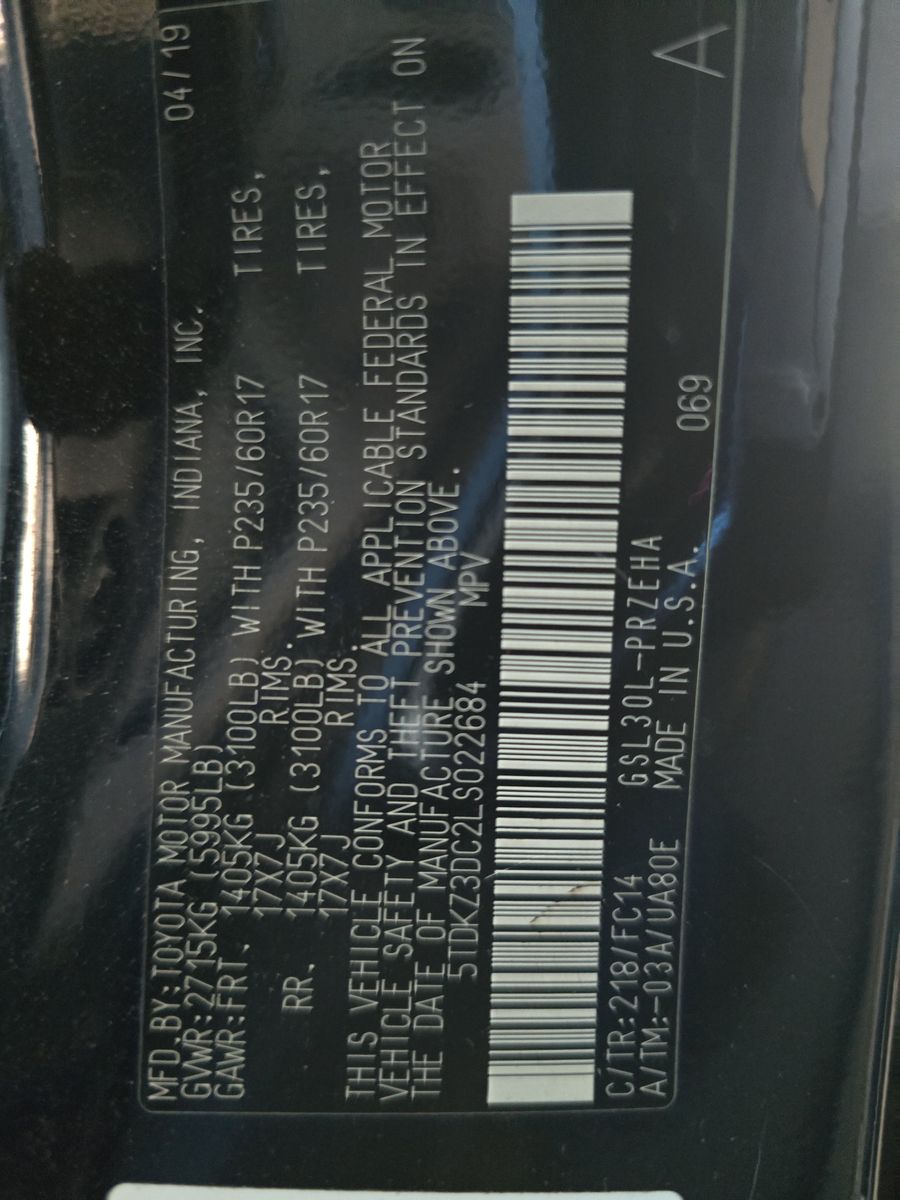 MFD.BY:TOYOTA MOTOR MANUFACTURING, INDIANA, INC. 04/19
GVWR:2715KG (5995LB)
GAWR:FRT. 1405KG (3100LB) WITH P235/60R17 TIRES,
17X7J RIMS.
RR. 1405KG (3100LB) WITH P235/60R17 TIRES,
17X7J RIMS.
THIS VEHICLE CONFORMS TO ALL APPLICABLE FEDERAL MOTOR
VEHICLE SAFETY AND THEFT PREVENTION STANDARDS IN EFFECT ON
THE DATE OF MANUFACTURE SHOWN ABOVE.
5TDKZ3DC2LS022684 MPV
C/TR:218/FC14 GSL30L-PRZEHA
A/TM:-03A/UA80E MADE IN U.S.A. 069 A